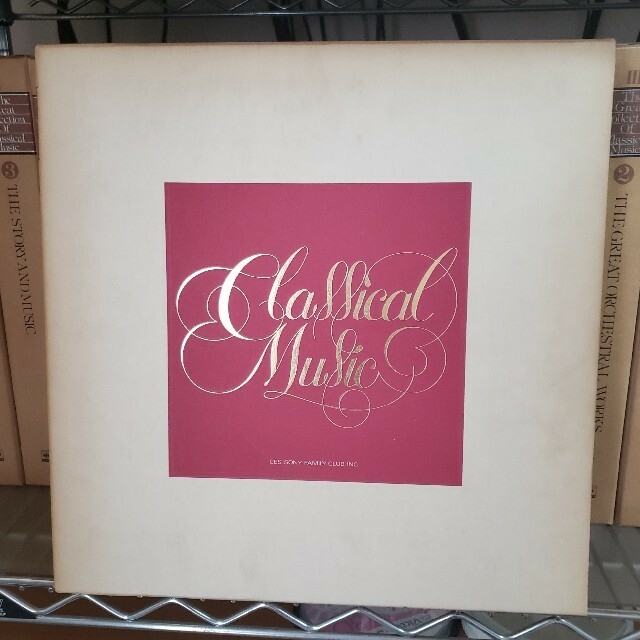 Classical
Music
CBS/SONY FAMILY CLUB INC.
The
Great
Collection
Of
Classical
Music
3
THE STORY AND MUSIC
The
Great
Collection
Of
Classical
Music
2
THE GREAT ORCHESTRAL WORKS